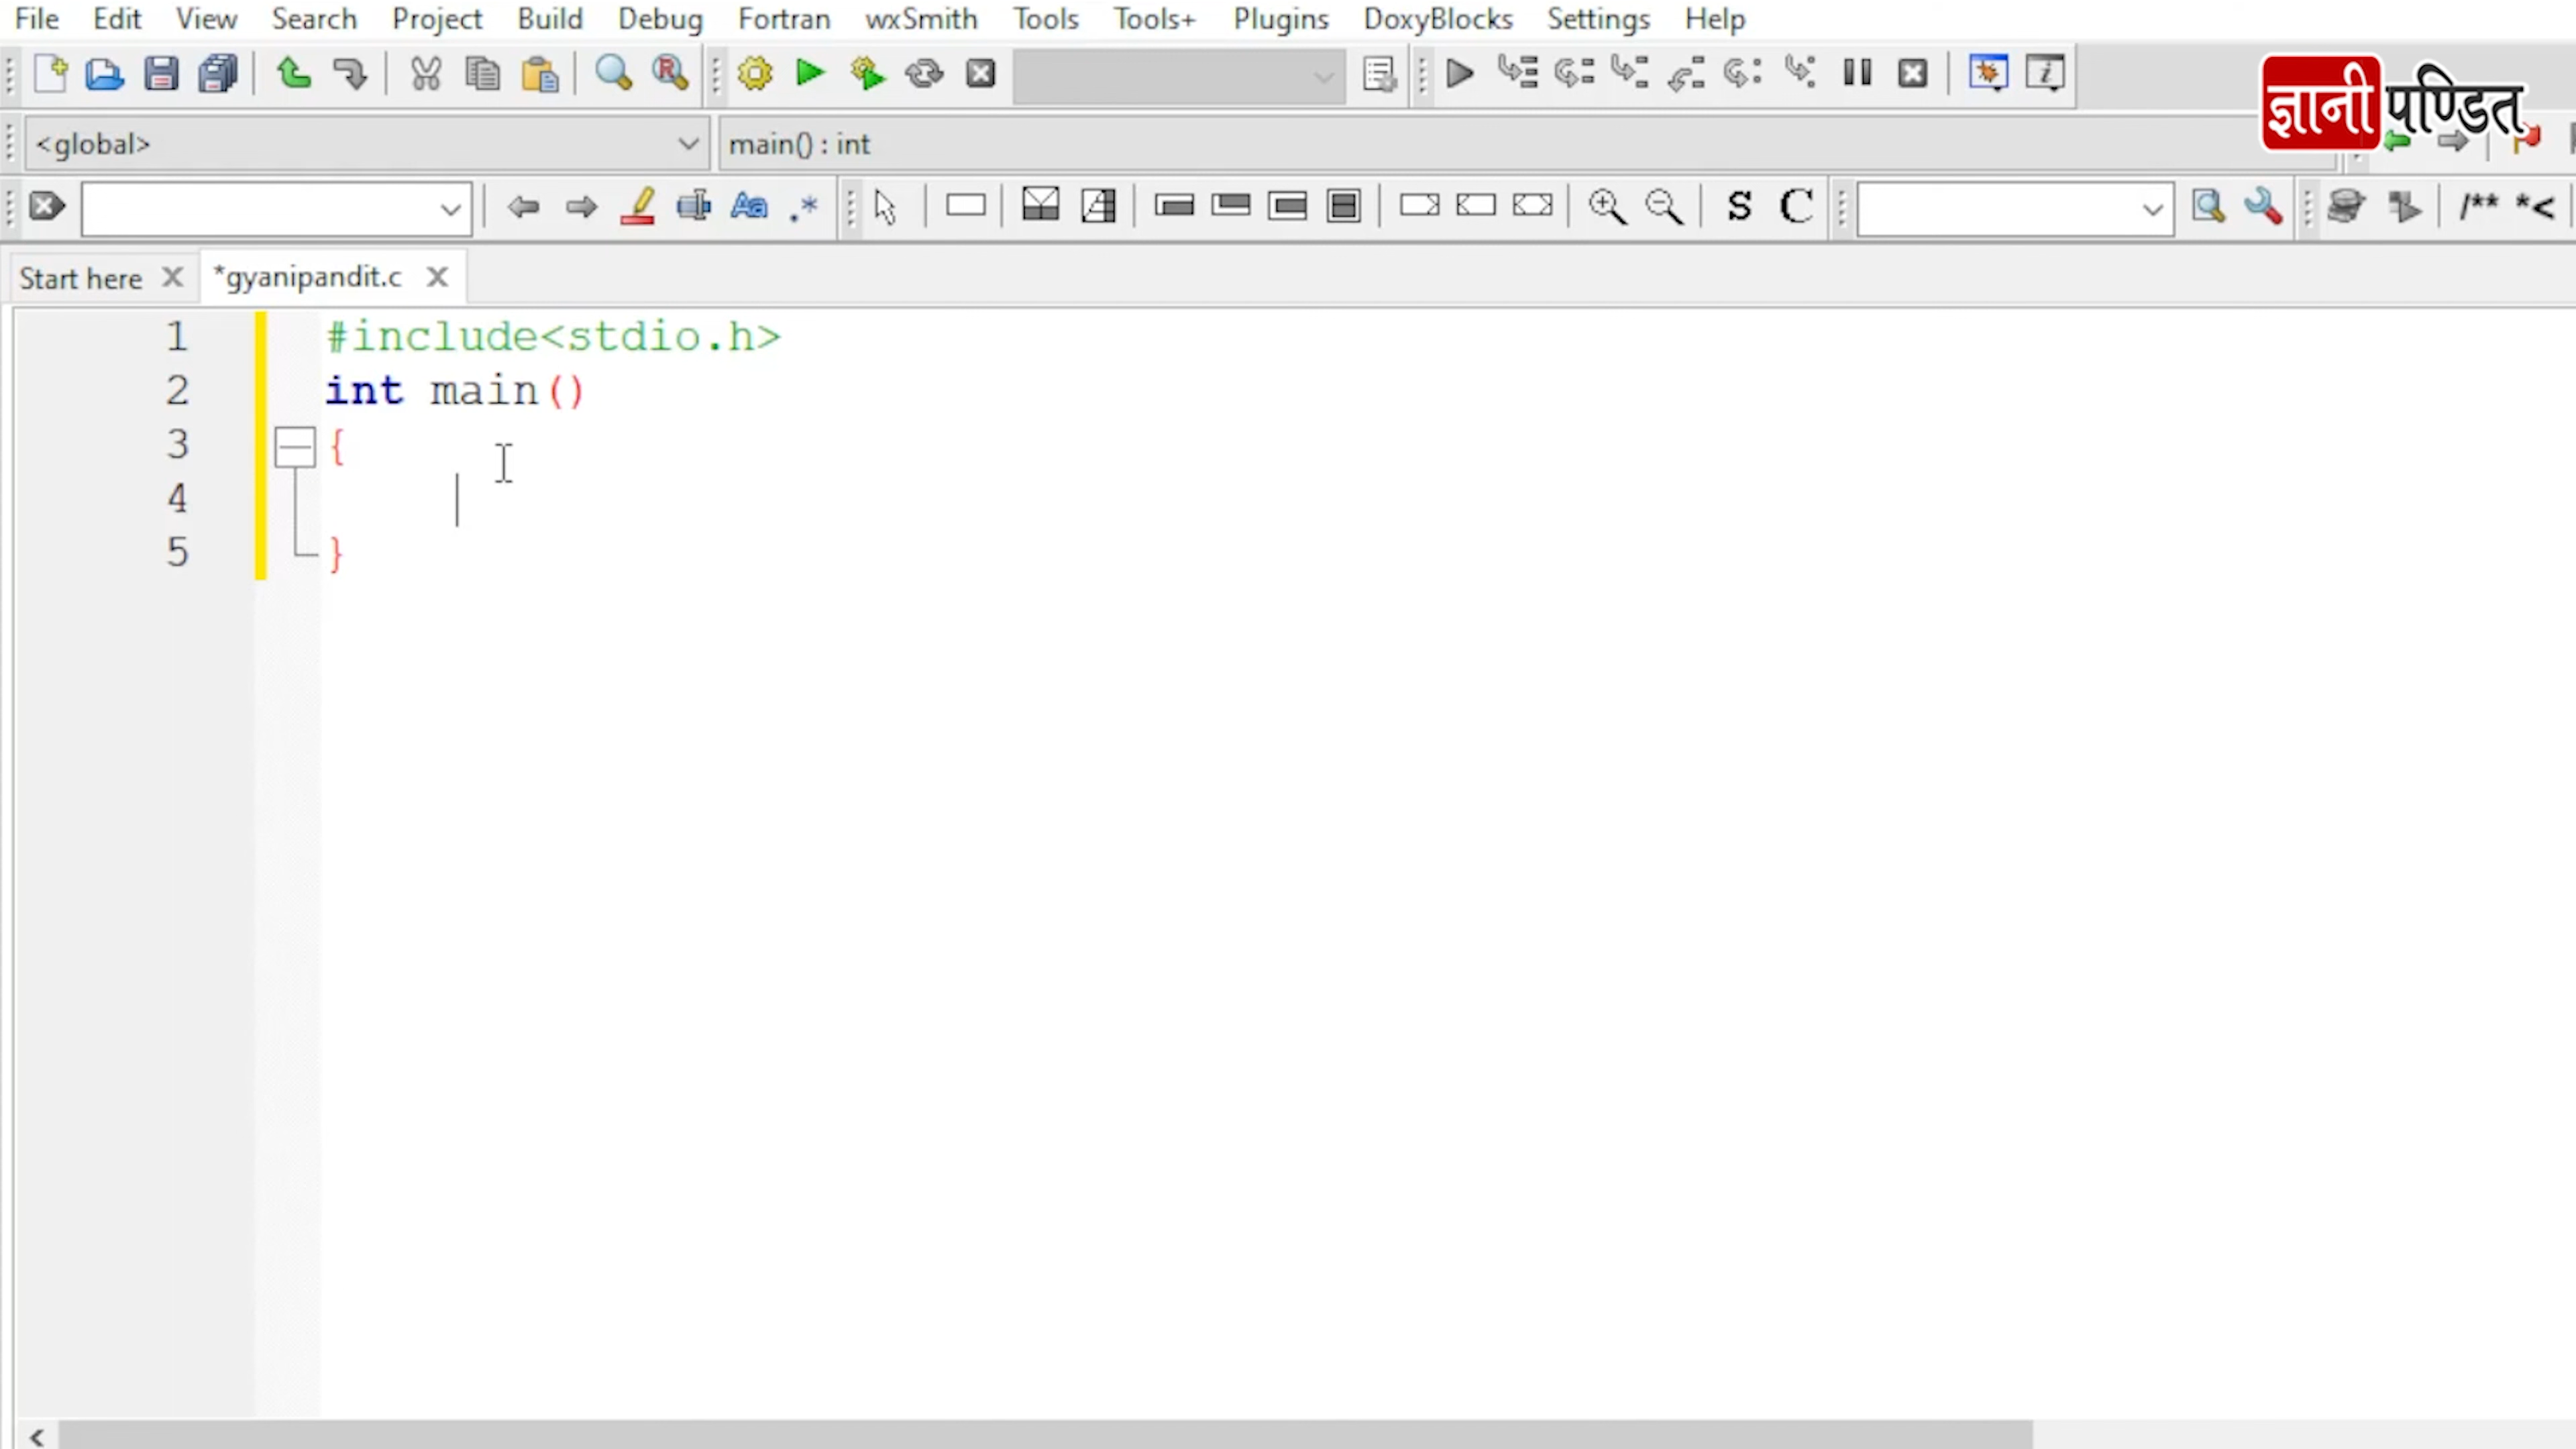 File Edit View Search Project Build Debug Fortran wxSmith Tools Tools+ Plugins DoxyBlocks Settings Help
ज्ञानी पण्डित
<global> main() : int
Aa .* S C /** *<
Start here *gyanipandit.c
1 #include<stdio.h>
2 int main()
3 {
4
5 }